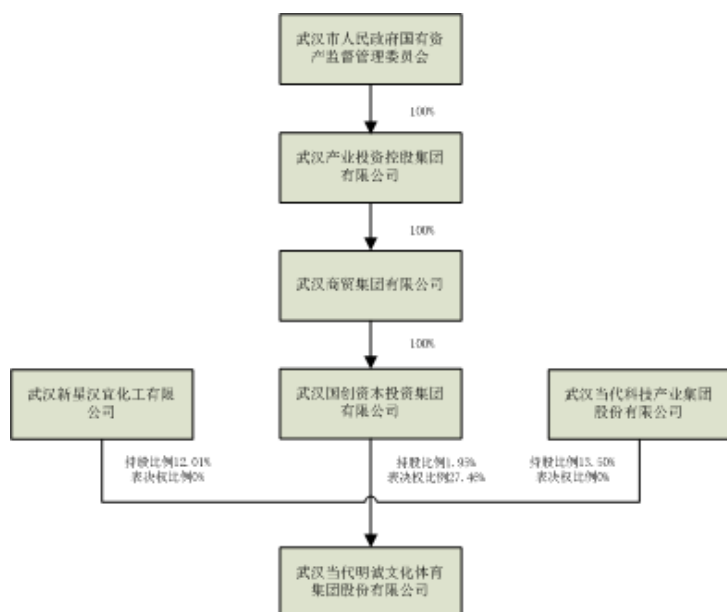 武汉市人民政府国有资
产监督管理委员会
100%
武汉产业投资控股集团
有限公司
100%
武汉商贸集团有限公司
100%
武汉新星汉宜化工有限
公司
武汉国创资本投资集团
有限公司
武汉当代科技产业集团
股份有限公司
持股比例12.01%
表决权比例0%
持股比例1.95%
表决权比例27.46%
持股比例13.50%
表决权比例0%
武汉当代明诚文化体育
集团股份有限公司